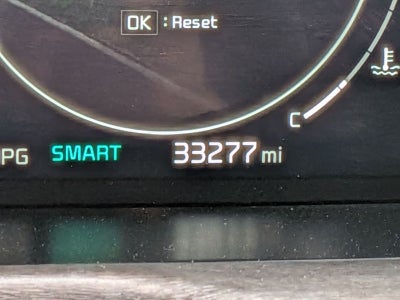 OK : Reset
C
PG SMART 33277 mi